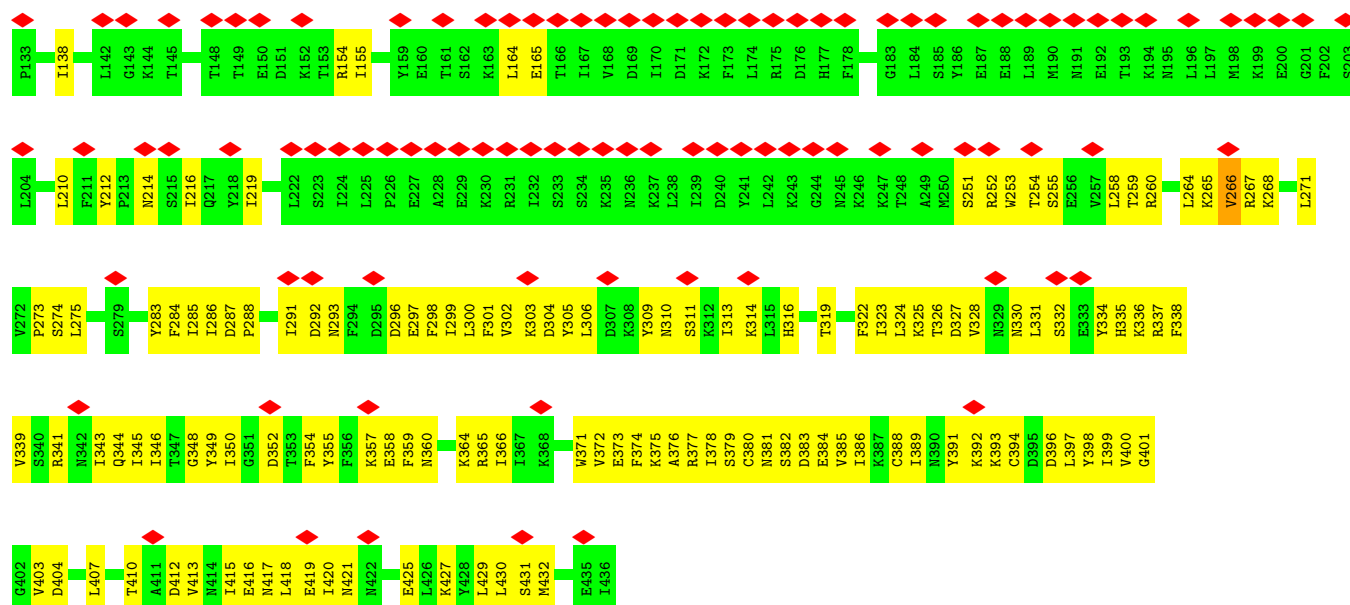 P133 I138 L142 G143 K144 T145 T148 T149 E150 D151 K152 T153 R154 I155 Y159 E160 T161 S162 K163 L164 E165 T166 I167 V168 D169 I170 D171 K172 F173 L174 R175 D176 H177 F178 G183 L184 S185 Y186 E187 E188 L189 M190 N191 E192 T193 K194 N195 L196 L197 M198 K199 E200 G201 F202 S203
L204 L210 F211 Y212 P213 N214 S215 I216 Q217 Y218 I219 L222 S223 I224 L225 P226 E227 A228 E229 K230 R231 I232 S233 S234 K235 N236 K237 L238 I239 D240 Y241 L242 K243 G244 N245 K246 K247 T248 A249 M250 S251 R252 W253 T254 S255 E256 V257 L258 T259 R260 L264 K265 V266 R267 K268 L271
V272 P273 S274 L275 S279 Y283 F284 I285 I286 D287 P288 I291 D292 N293 F294 D295 D296 E297 F298 I299 L300 F301 V302 K303 D304 Y305 L306 D307 K308 Y309 N310 S311 K312 I313 K314 L315 H316 T319 F322 I323 L324 K325 T326 D327 V328 N329 N330 L331 S332 E333 Y334 H335 K336 R337 F338
V339 S340 R341 N342 I343 Q344 I345 I346 T347 G348 Y349 I350 G351 D352 T353 F354 Y355 F356 K357 E358 F359 N360 K364 R365 I366 I367 K368 W371 V372 E373 F374 K375 A376 R377 I378 S379 C380 N381 S382 D383 E384 V385 I386 K387 C388 I389 N390 Y391 K392 K393 C394 D395 D396 L397 Y398 I399 V400 G401
G402 V403 D404 L407 T410 A411 D412 V413 N414 I415 E416 N417 L418 E419 I420 N421 N422 E425 L426 K427 Y428 L429 L430 S431 M432 E435 I436